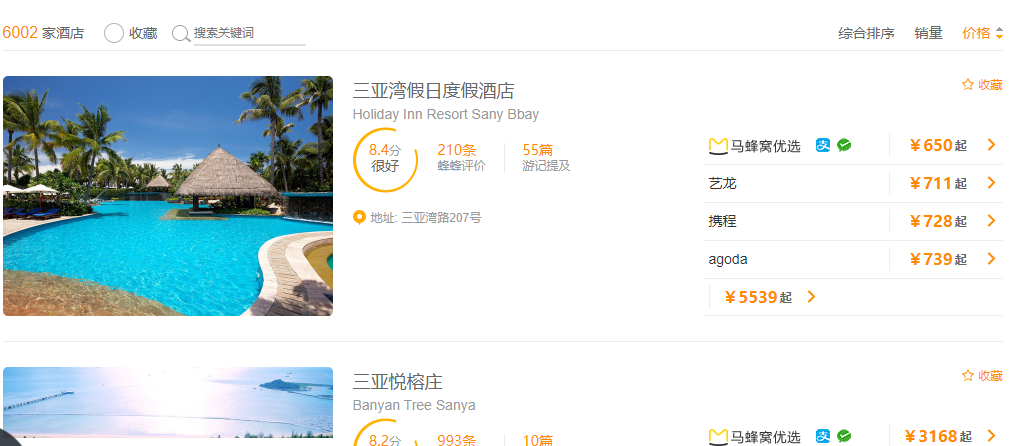 6002 家酒店 收藏 搜索关键词 综合排序 销量 价格
三亚湾假日度假酒店 收藏
Holiday Inn Resort Sany Bbay
8.4分 210条 55篇
很好 蜂蜂评价 游记提及
地址: 三亚湾路207号
马蜂窝优选 ¥650起
艺龙 ¥711起
携程 ¥728起
agoda ¥739起
¥5539起
三亚悦榕庄 收藏
Banyan Tree Sanya
8.2分 993条 10篇
马蜂窝优选 ¥3168起